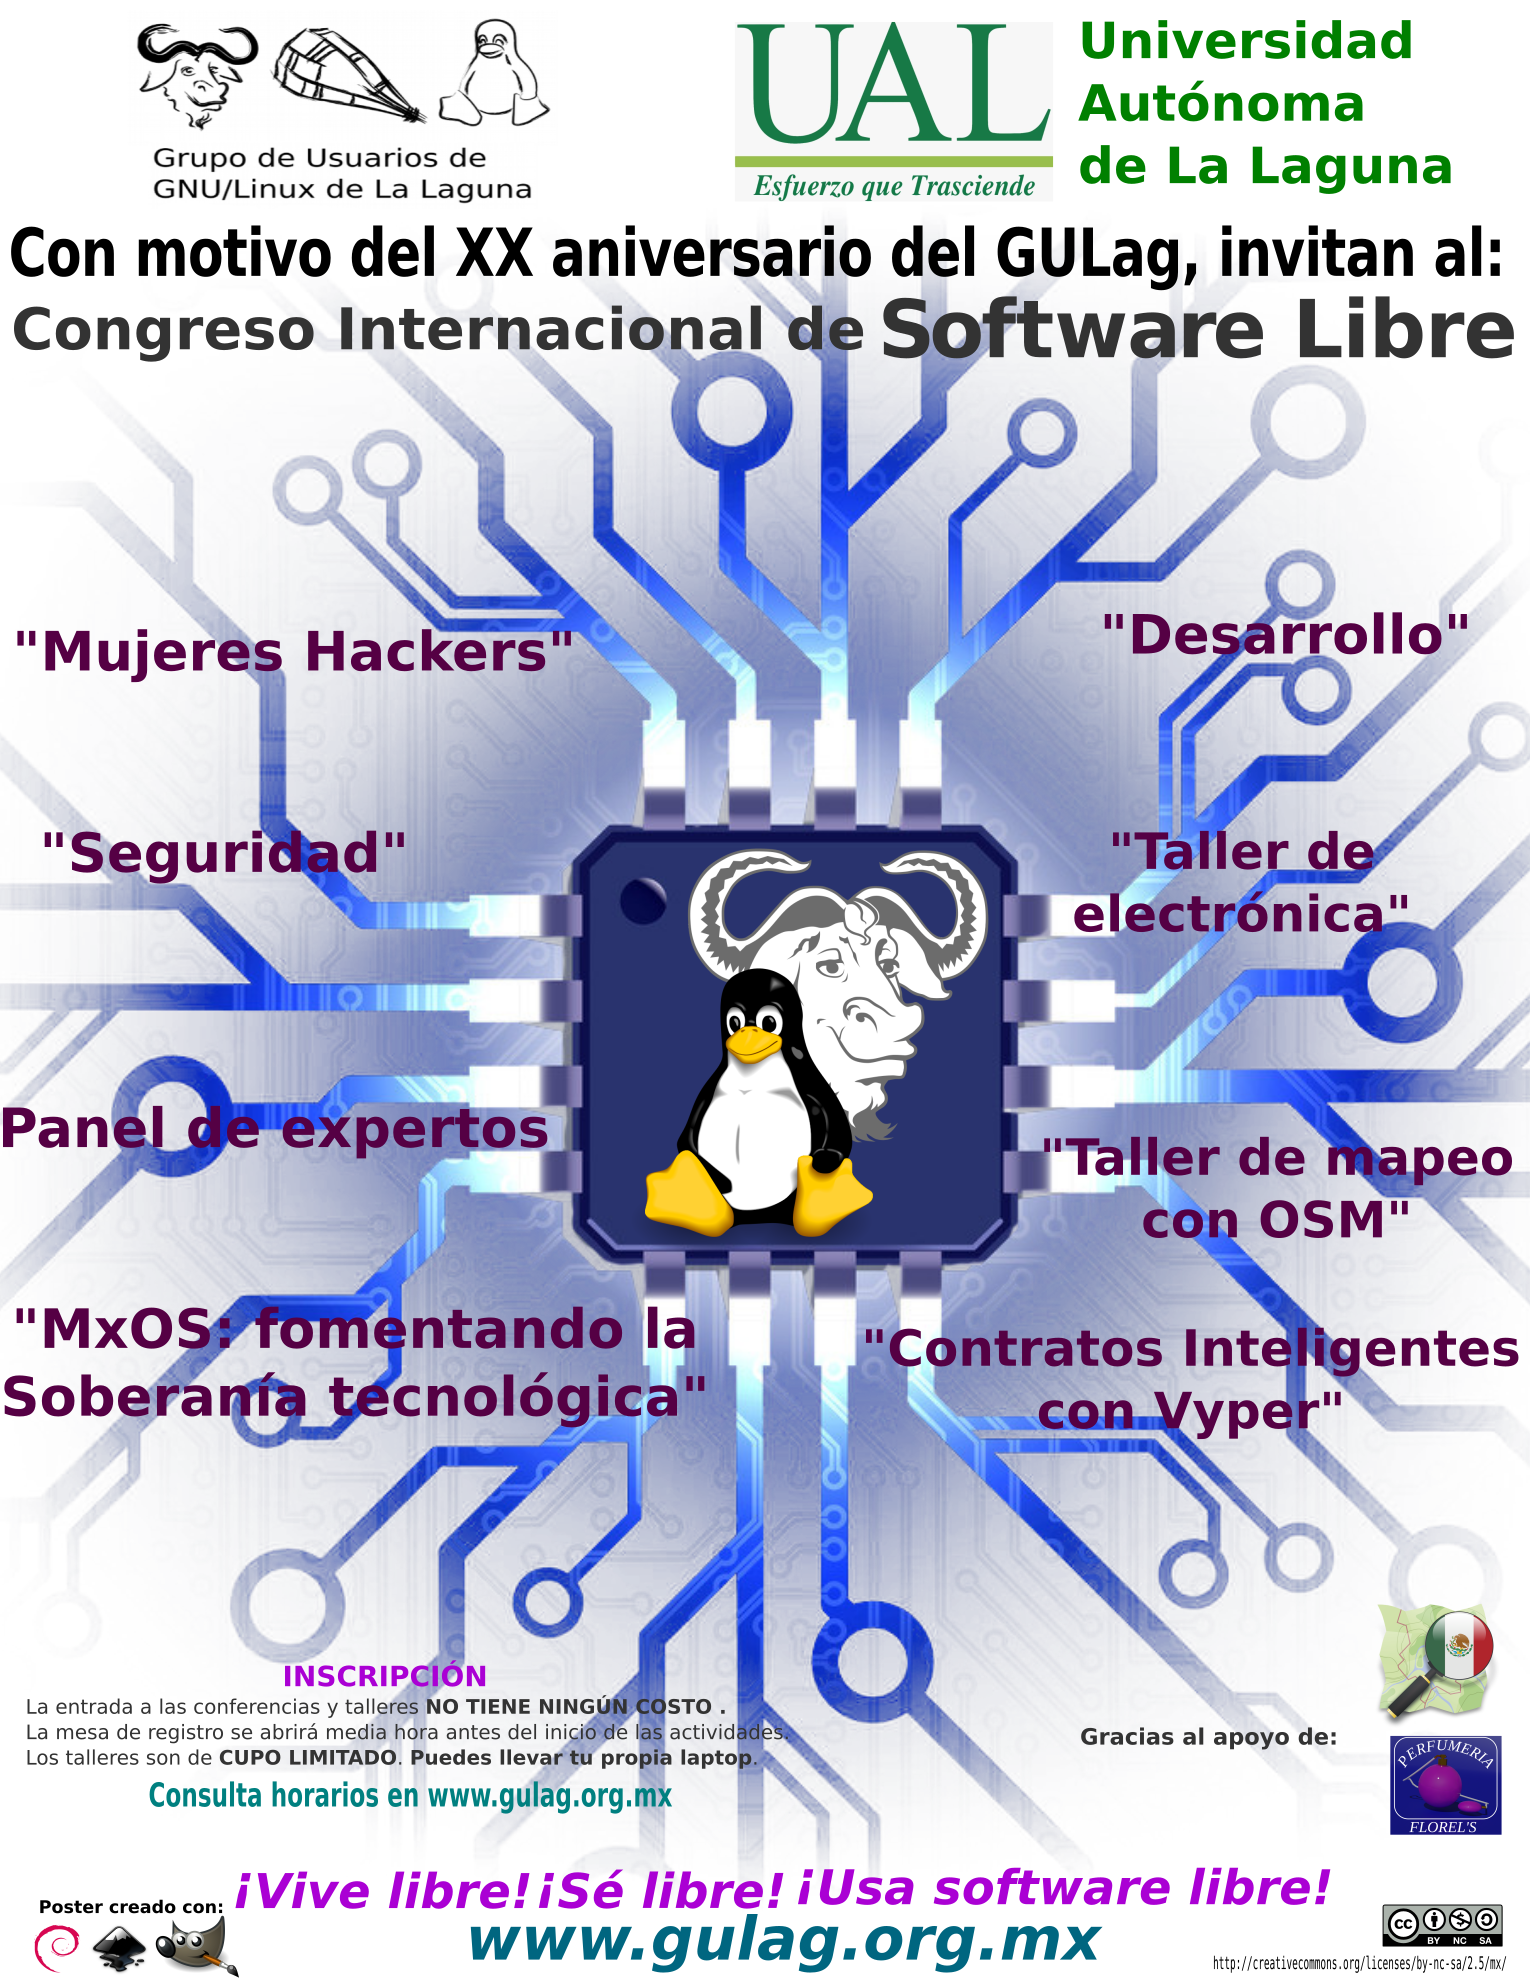 Grupo de Usuarios de
GNU/Linux de La Laguna
UAL
Esfuerzo que Trasciende
Universidad
Autónoma
de La Laguna
Con motivo del XX aniversario del GULag, invitan al:
Congreso Internacional de Software Libre
"Mujeres Hackers"
"Desarrollo"
"Seguridad"
"Taller de
electrónica"
Panel de expertos
"Taller de mapeo
con OSM"
"MxOS: fomentando la
Soberanía tecnológica"
"Contratos Inteligentes
con Vyper"
INSCRIPCIÓN
La entrada a las conferencias y talleres NO TIENE NINGÚN COSTO .
La mesa de registro se abrirá media hora antes del inicio de las actividades.
Los talleres son de CUPO LIMITADO. Puedes llevar tu propia laptop.
Consulta horarios en www.gulag.org.mx
Gracias al apoyo de:
PERFUMERIA
FLOREL'S
¡Vive libre! ¡Sé libre! ¡Usa software libre!
www.gulag.org.mx
Poster creado con:
cc
BY NC SA
http://creativecommons.org/licenses/by-nc-sa/2.5/mx/